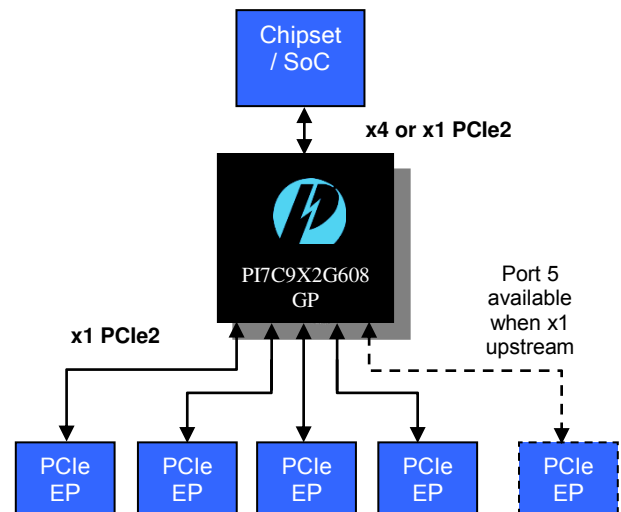 Chipset
/ SoC
x4 or x1 PCIe2
PI7C9X2G608
GP
Port 5
available
when x1
upstream
x1 PCIe2
PCIe
EP
PCIe
EP
PCIe
EP
PCIe
EP
PCIe
EP